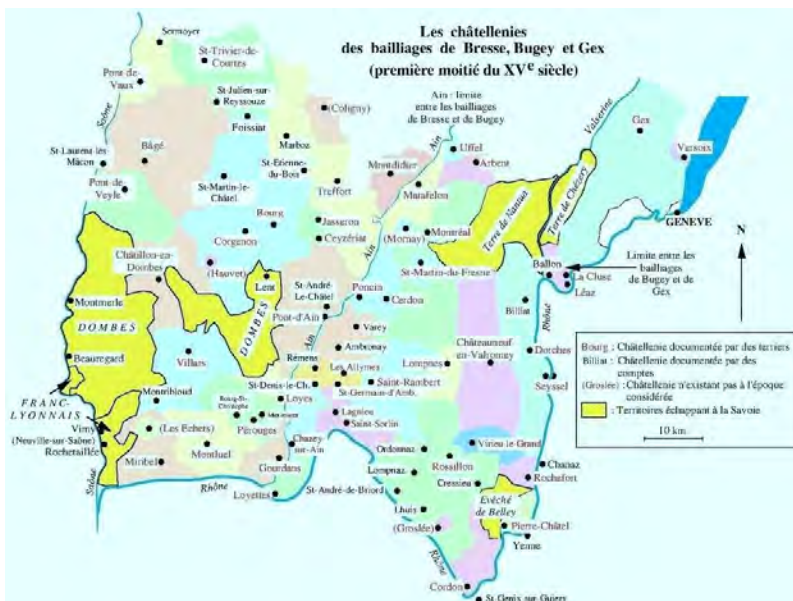 Les châtellenies
des bailliages de Bresse, Bugey et Gex
(première moitié du XVe siècle)
Sermoyer
St-Trivier-de-
Courtes
Pont-de-
Vaux
St-Julien-sur-
Reyssouze
Foissiat
(Coligny)
Ain : limite
entre les bailliages
de Bresse et de Bugey
Saône
Marboz
St-Laurent-lès
Mâcon
Bâgé
St-Etienne-
du-Bois
Ain
Uffel
Arbent
Montdidier
Valserine
Gex
Versoix
St-Martin-le-
Châtel
Treffort
Matafelon
Pont-de-
Veyle
Bourg
Jasseron
Ceyzériat
Corgenon
(Mornay)
Montréal
Terre de Nantua
Terre de Chézery
GENEVE
N
Ain
Châtillon-en-
Dombes
(Hauvet)
Lent
St-André-
Le-Châtel
Poncin
St-Martin-du-Fresne
Cerdon
Ballon
La Cluse
Léaz
Limite entre les
bailliages
de Bugey et de
Gex
Montmerle
DOMBES
DOMBES
Pont-d'Ain
Billiat
Rhône
Varey
Ambronay
Châteauneuf-
en-Valromey
Beauregard
Villars
Ain
Rémens
Les Allymes
Lompnes
Dorches
Bourg : Châtellenie documentée par des terriers
Billiat : Châtellenie documentée par des
comptes
(Groslée) : Châtellenie n'existant pas à l'époque
considérée
: Territoires échappant à la Savoie
10 km
FRANC-
LYONNAIS
Montribloud
St-Denis-le-Ch.
St-Germain-d'Amb.
Saint-Rambert
Seyssel
Bourg-St-
Christophe
Loyes
Lagnieu
Saint-Sorlin
Vimy
(Neuville-sur-Saône)
Rochetaillée
(Les Echets)
Pérouges
Montluel
Chazey
-sur-Ain
Ordonnaz
Virieu-le-Grand
Miribel
Gourdans
Lompnaz
Rossillon
Chanaz
Rochefort
Saône
Rhône
Loyettes
St-André-de-Briord
Cressieu
Evêché
de Belley
Lhuis
(Groslée)
Pierre-Châtel
Yenne
Rhône
Cordon
St-Genix-sur-Guiers